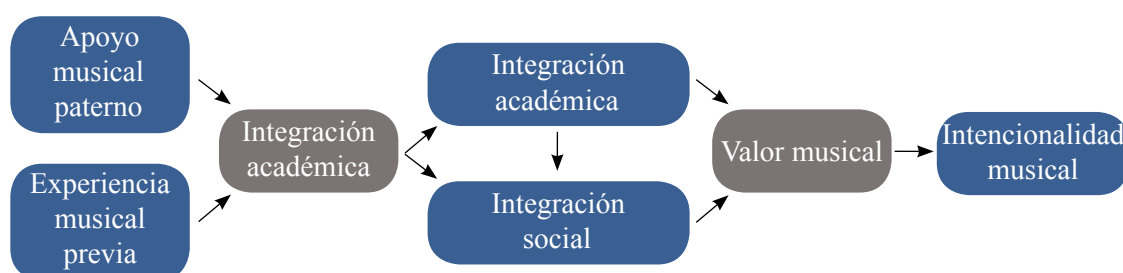 Apoyo
musical
paterno
Experiencia
musical
previa
Integración
académica
Integración
académica
Integración
social
Valor musical
Intencionalidad
musical